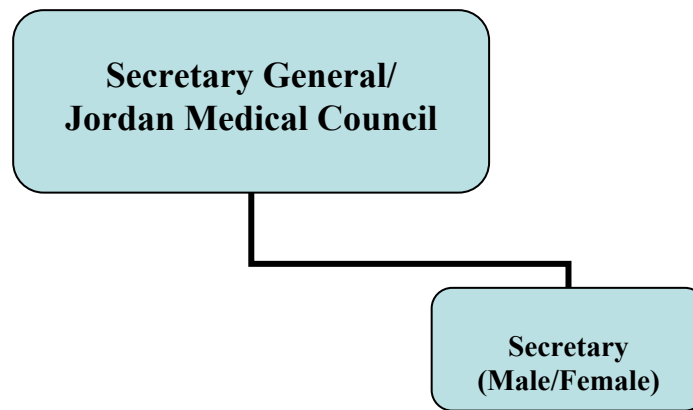 Secretary General/
Jordan Medical Council
Secretary
(Male/Female)